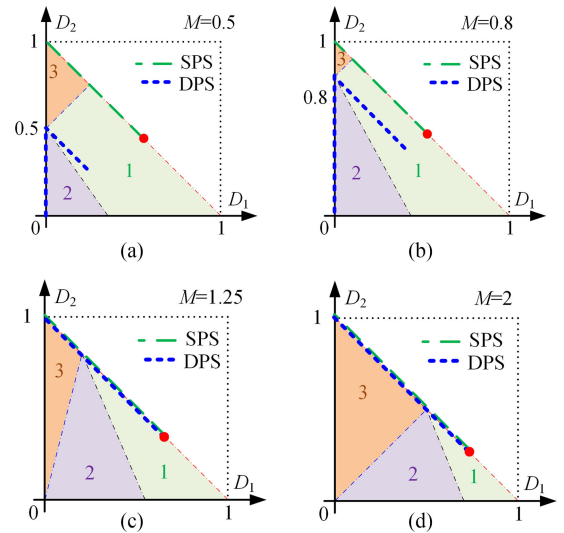 D2 M=0.5
1
3
SPS
DPS
0.5
1
2
0 1 D1
(a)
D2 M=0.8
1
3
SPS
0.8
DPS
1
2
0 1 D1
(b)
D2 M=1.25
1
SPS
DPS
3
2
1
0 1 D1
(c)
D2 M=2
1
SPS
DPS
3
2
1
0 1 D1
(d)